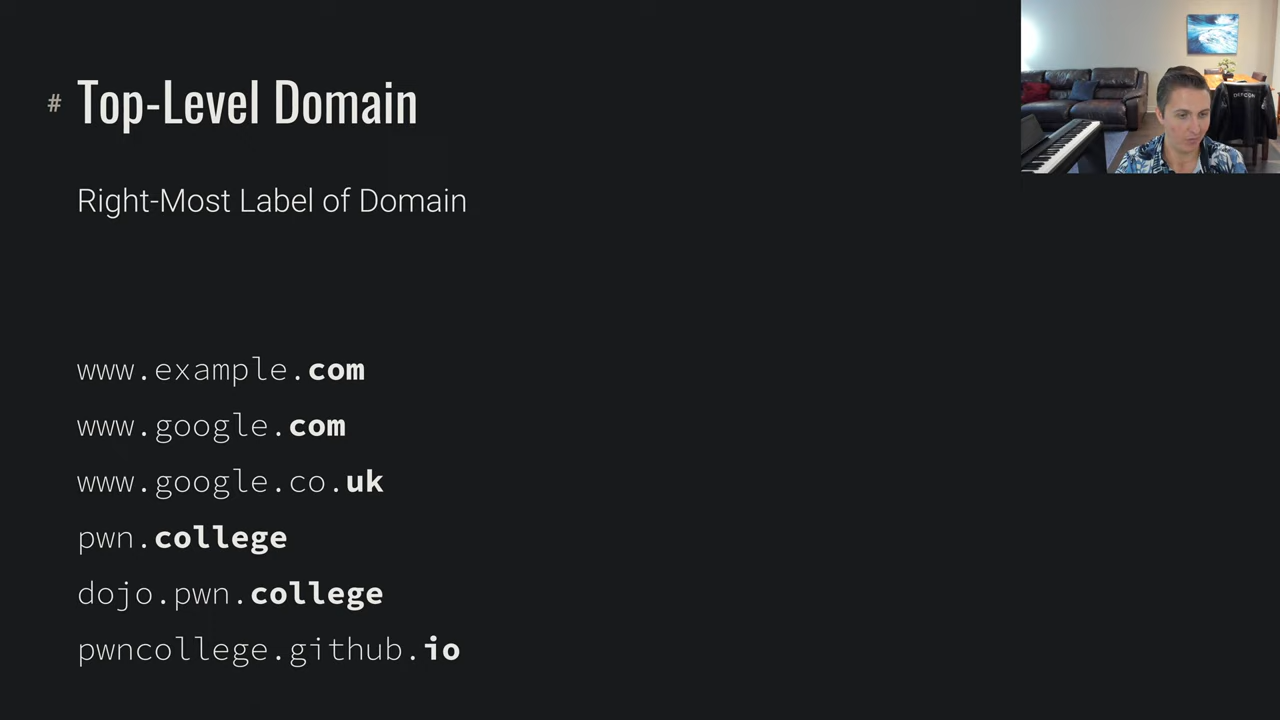 # Top-Level Domain
Right-Most Label of Domain
www.example.com
www.google.com
www.google.co.uk
pwn.college
dojo.pwn.college
pwncollege.github.io
DEFCON